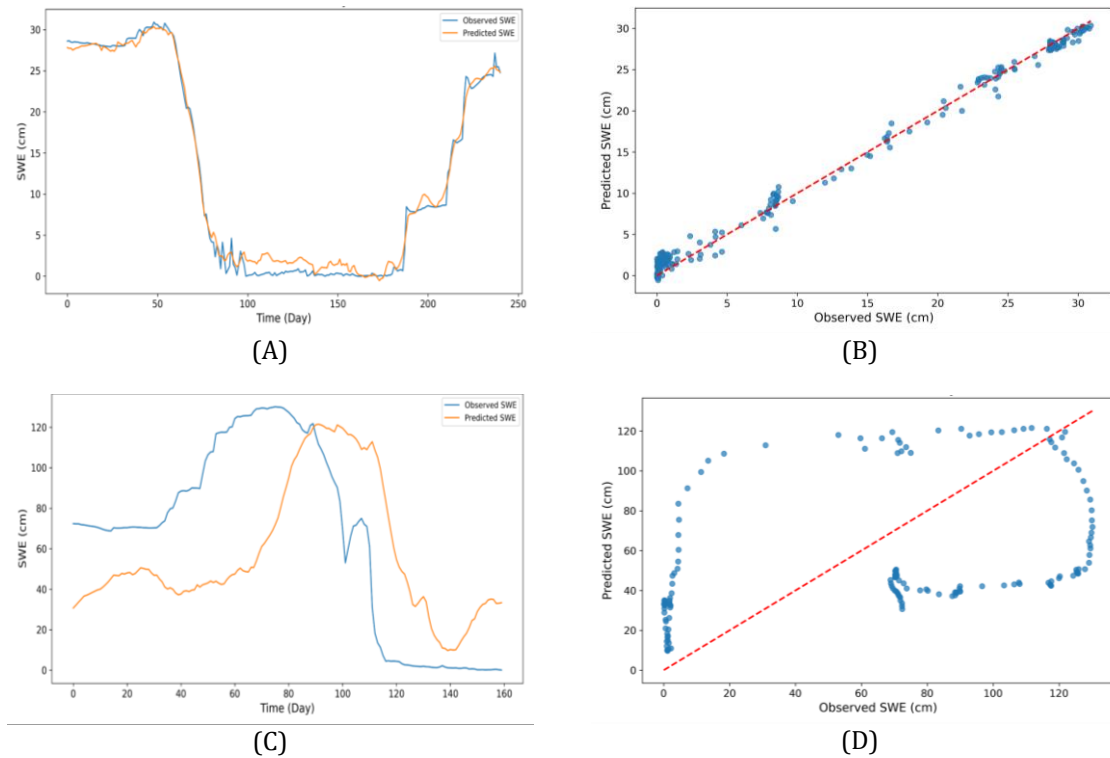 Observed SWE
Predicted SWE
SWE (cm)
30
25
20
15
10
5
0
0 50 100 150 200 250
Time (Day)
(A)
Predicted SWE (cm)
30
25
20
15
10
5
0
0 5 10 15 20 25 30
Observed SWE (cm)
(B)
Observed SWE
Predicted SWE
SWE (cm)
120
100
80
60
40
20
0
0 20 40 60 80 100 120 140 160
Time (Day)
(C)
Predicted SWE (cm)
140
120
100
80
60
40
20
0
0 20 40 60 80 100 120
Observed SWE (cm)
(D)